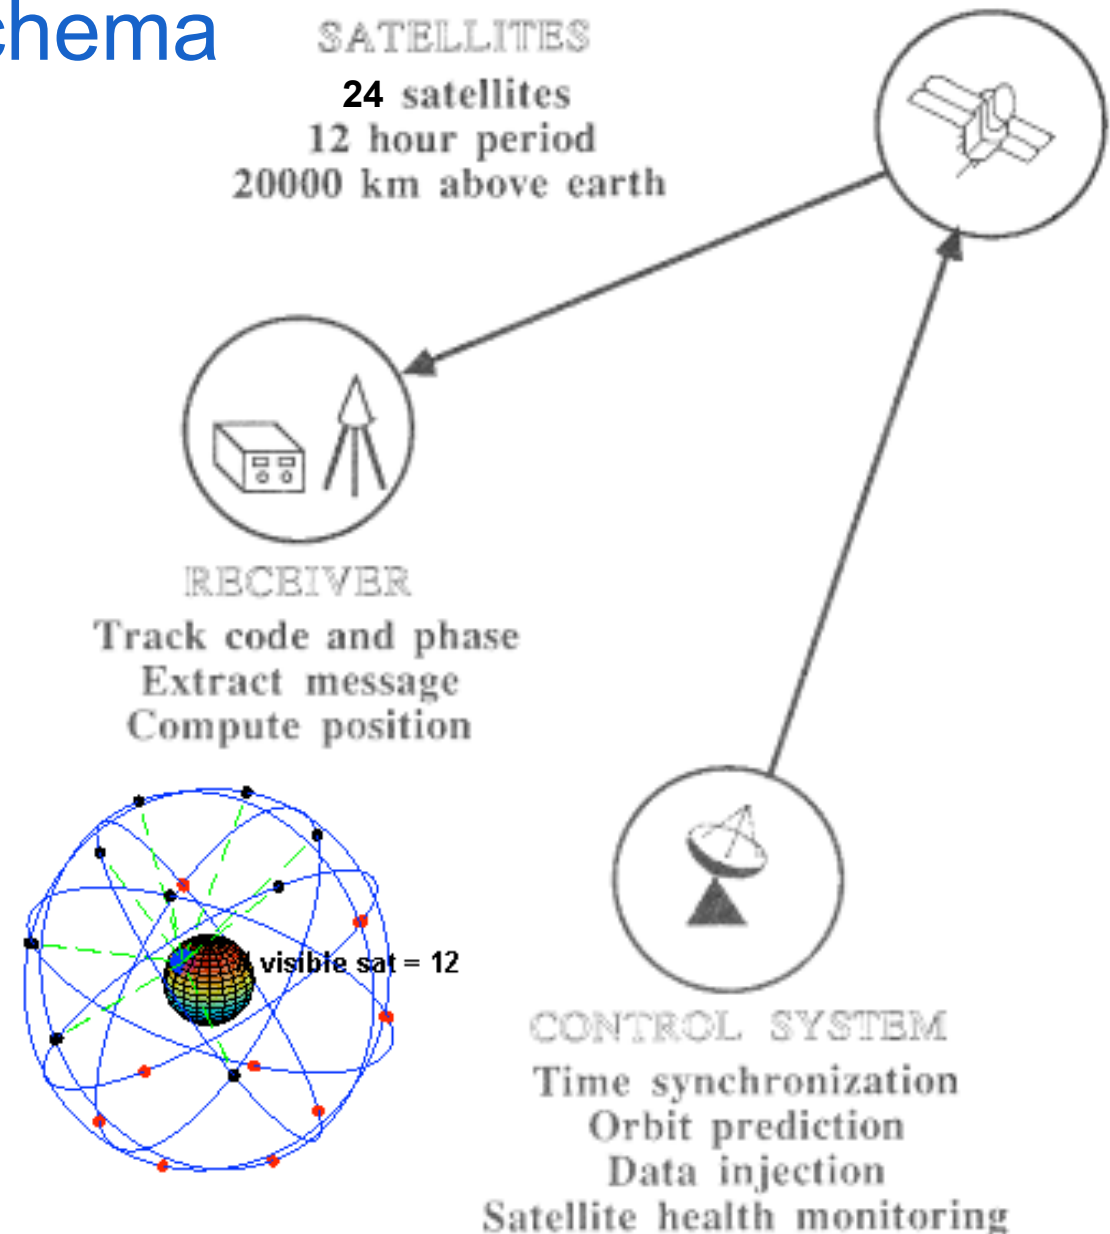 chema
SATELLITES
24 satellites
12 hour period
20000 km above earth
RECEIVER
Track code and phase
Extract message
Compute position
visible sat = 12
CONTROL SYSTEM
Time synchronization
Orbit prediction
Data injection
Satellite health monitoring